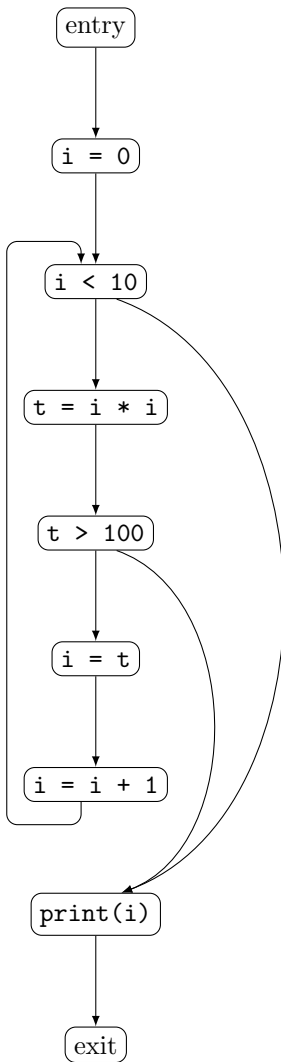 entry
i = 0
i < 10
t = i * i
t > 100
i = t
i = i + 1
print(i)
exit